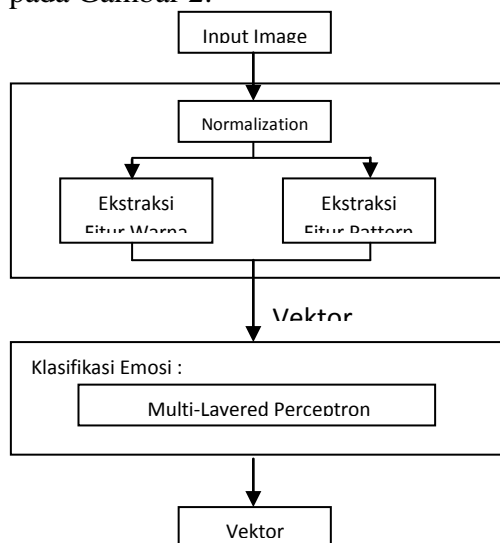 pada Gambar 2.
Input Image
Normalization
Ekstraksi
Fitur Warna
Ekstraksi
Fitur Pattern
Vektor
Klasifikasi Emosi :
Multi-Layered Perceptron
Vektor